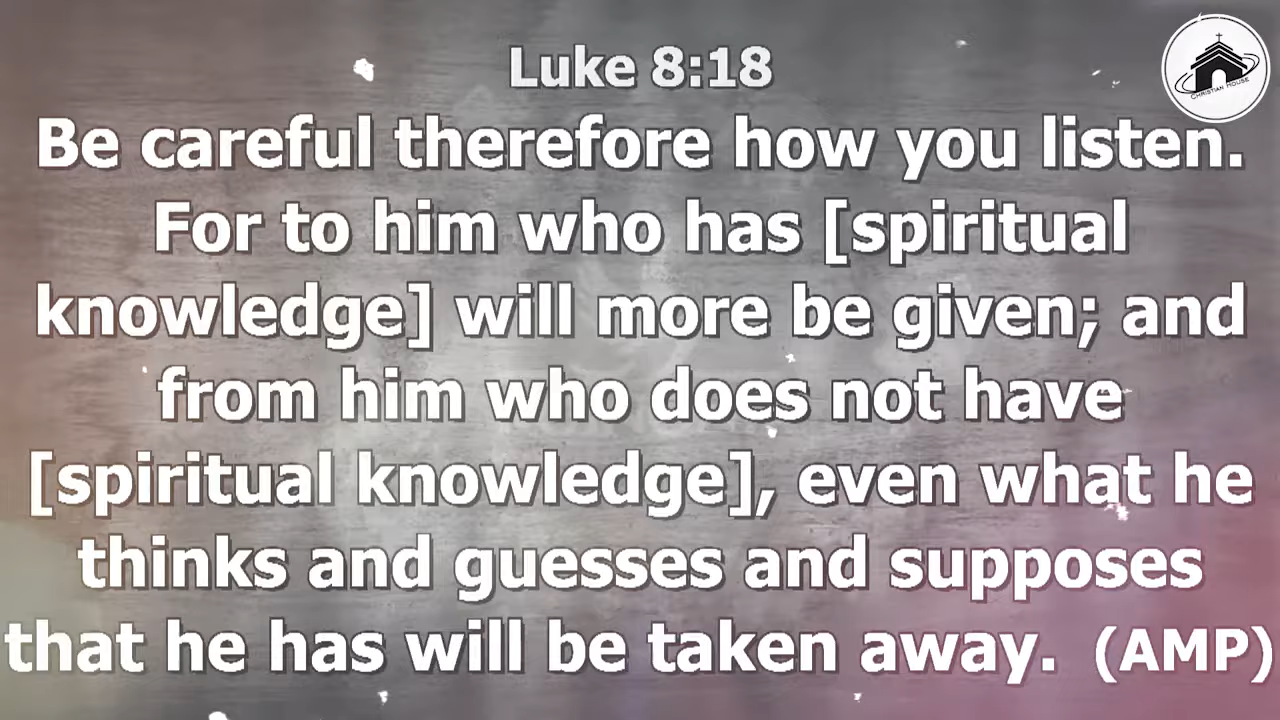 CHRISTIAN HOUSE
Luke 8:18
Be careful therefore how you listen.
For to him who has [spiritual
knowledge] will more be given; and
from him who does not have
[spiritual knowledge], even what he
thinks and guesses and supposes
that he has will be taken away. (AMP)